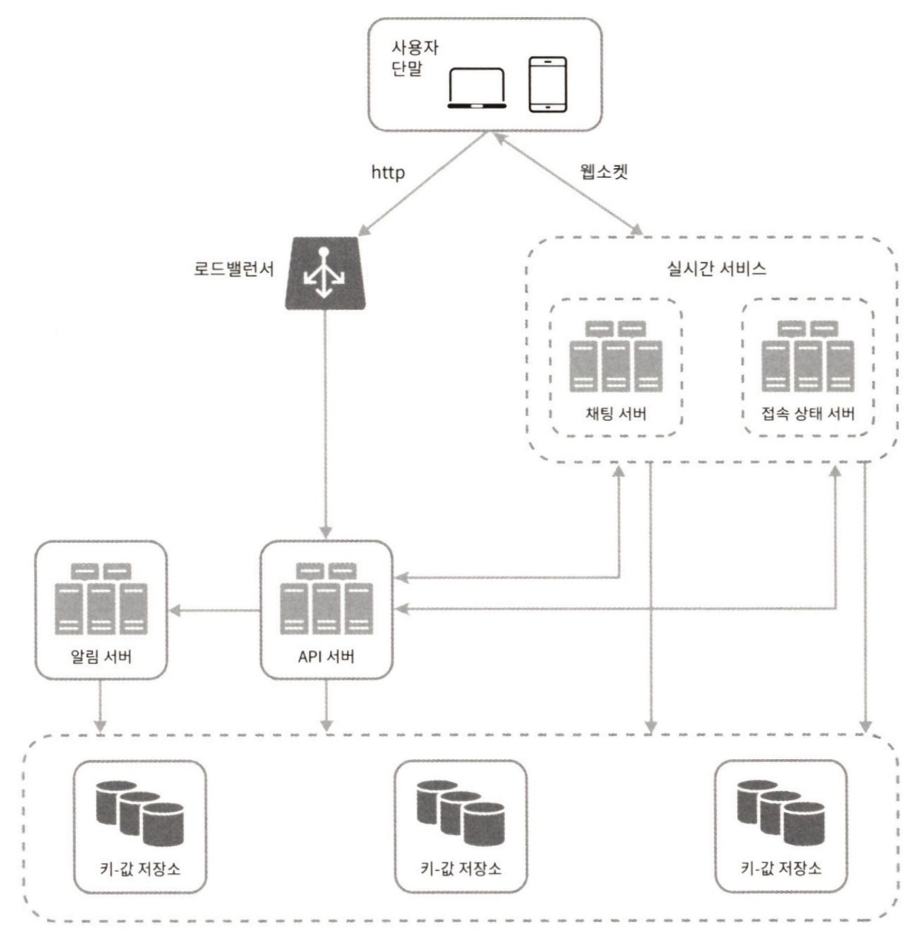 사용자
단말
http
웹소켓
로드밸런서
실시간 서비스
채팅 서버
접속 상태 서버
알림 서버
API 서버
키-값 저장소
키-값 저장소
키-값 저장소